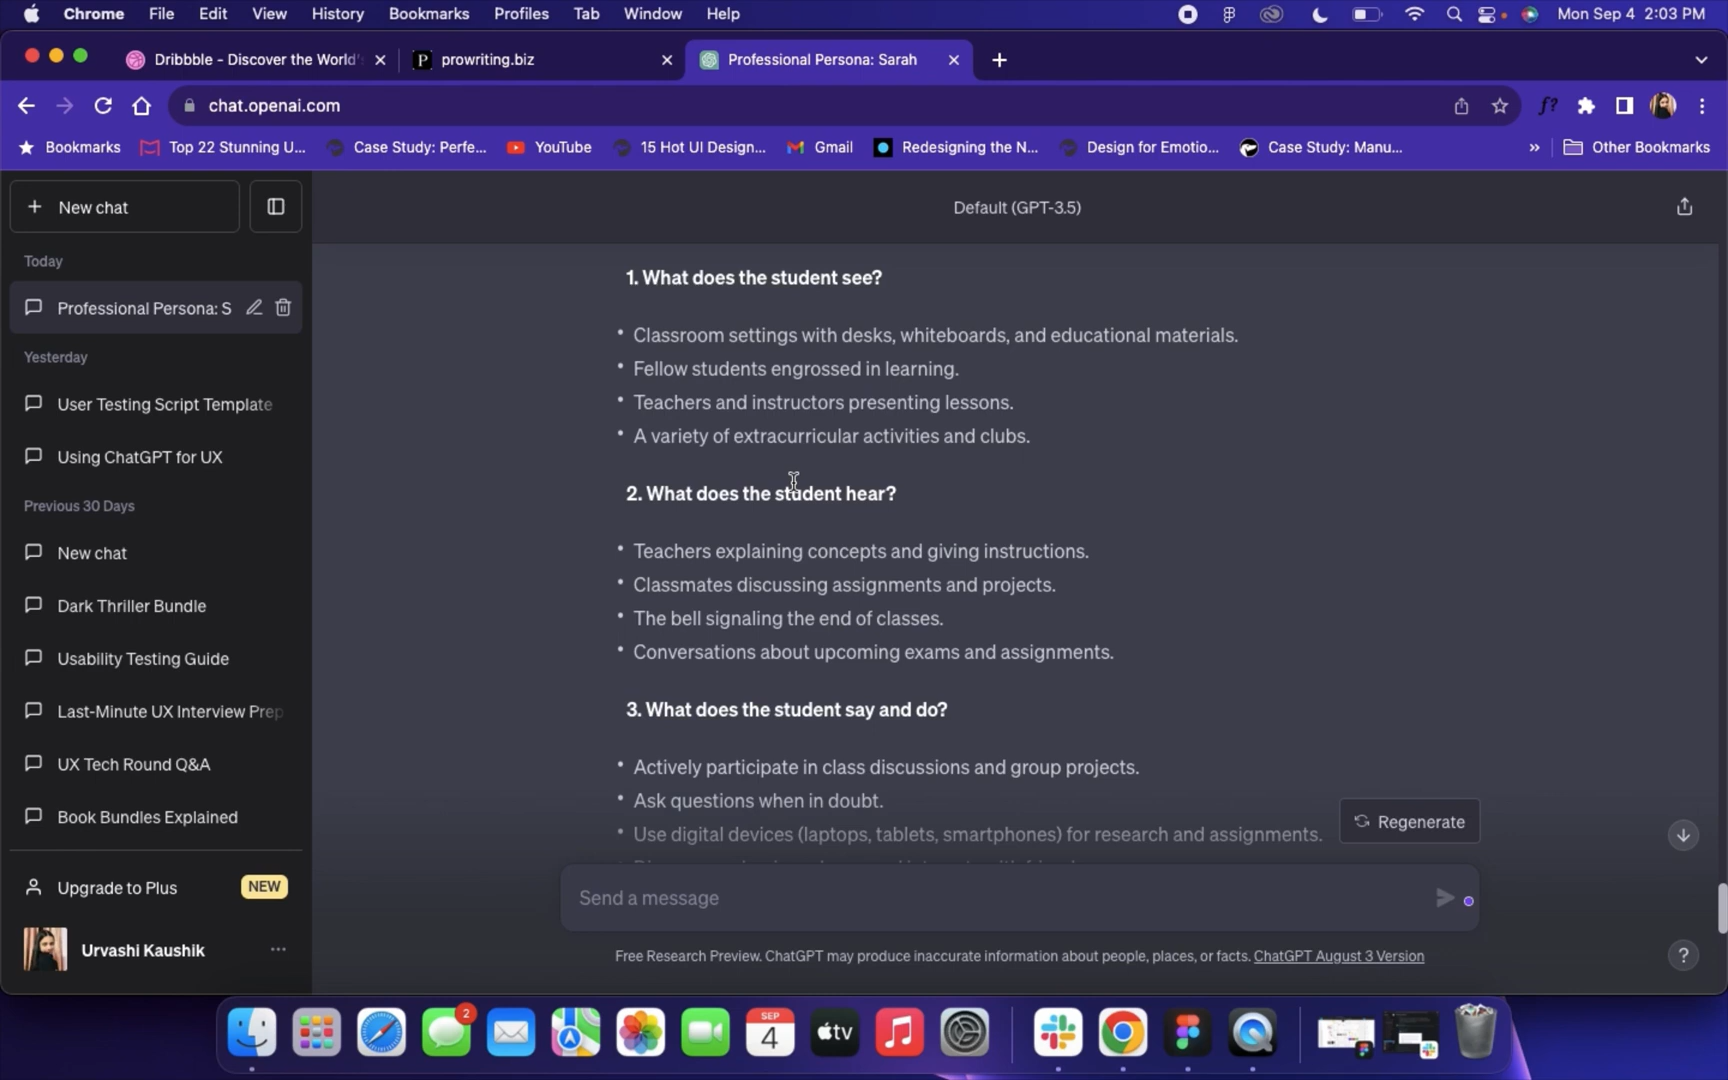 Chrome File Edit View History Bookmarks Profiles Tab Window Help Mon Sep 4 2:03 PM
Dribbble - Discover the World' prowriting.biz Professional Persona: Sarah
chat.openai.com
Bookmarks Top 22 Stunning U... Case Study: Perfe... YouTube 15 Hot UI Design... Gmail Redesigning the N... Design for Emotio... Case Study: Manu... » Other Bookmarks
New chat
Default (GPT-3.5)
Today
Professional Persona: S
Yesterday
User Testing Script Template
Using ChatGPT for UX
Previous 30 Days
New chat
Dark Thriller Bundle
Usability Testing Guide
Last-Minute UX Interview Prep
UX Tech Round Q&A
Book Bundles Explained
Upgrade to Plus NEW
Urvashi Kaushik
1. What does the student see?
• Classroom settings with desks, whiteboards, and educational materials.
• Fellow students engrossed in learning.
• Teachers and instructors presenting lessons.
• A variety of extracurricular activities and clubs.
2. What does the student hear?
• Teachers explaining concepts and giving instructions.
• Classmates discussing assignments and projects.
• The bell signaling the end of classes.
• Conversations about upcoming exams and assignments.
3. What does the student say and do?
• Actively participate in class discussions and group projects.
• Ask questions when in doubt.
• Use digital devices (laptops, tablets, smartphones) for research and assignments.
Regenerate
Send a message
Free Research Preview. ChatGPT may produce inaccurate information about people, places, or facts. ChatGPT August 3 Version
?
2
SEP
4
tv